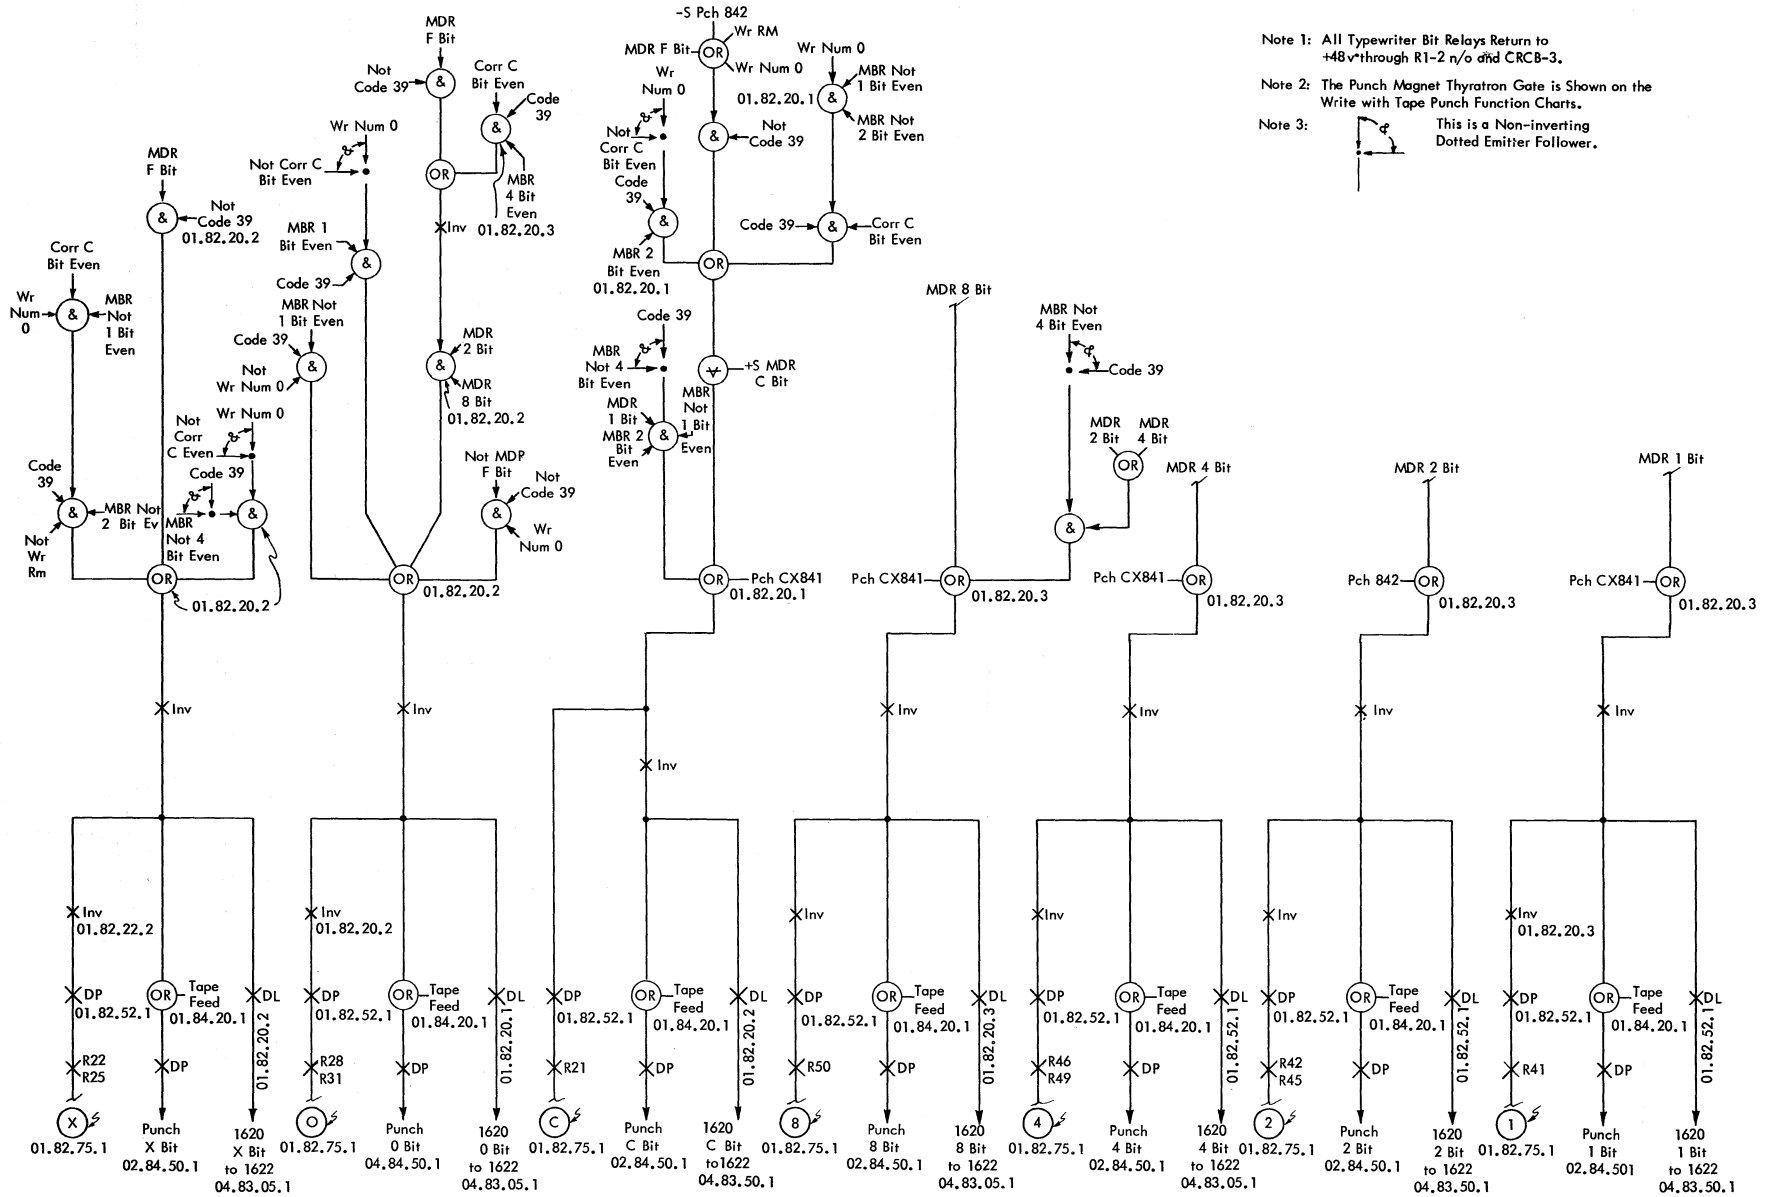 MDR
F Bit
Not
Code 39
&
Corr C
Bit Even
Code
39
&
Wr Num 0
&
Not Corr C
Bit Even
OR
MBR
4 Bit
Even
01.82.20.3
Inv
MDR
F Bit
&
Not
Code 39
01.82.20.2
Corr C
Bit Even
Wr
Num
0
&
MBR
Not
1 Bit
Even
MBR 1
Bit Even
Code 39
&
MBR Not
1 Bit Even
Code 39
Not
Wr Num 0
&
MDR
2 Bit
&
MDR
8 Bit
01.82.20.2
Wr Num 0
Not
Corr
C Even
&
Code 39
&
MBR
Not 4
Bit Even
&
Code
39
&
MBR Not
2 Bit Ev
Not
Wr
Rm
Not MDP
F Bit
Not
Code 39
&
Wr
Num 0
OR
01.82.20.2
OR
01.82.20.2
-S Pch 842
MDR F Bit
OR
Wr RM
Wr Num 0
Wr
Num 0
&
Not
Corr C
Bit Even
Code
39
&
MBR 2
Bit Even
01.82.20.1
&
Not
Code 39
Wr Num 0
01.82.20.1
&
MBR Not
1 Bit Even
MBR Not
2 Bit Even
Code 39
&
Corr C
Bit Even
OR
Code 39
&
MBR
Not 4
Bit Even
MDR
1 Bit
MBR 2
Bit
Even
&
MBR
Not
1 Bit
Even
∀
+S MDR
C Bit
OR
Pch CX841
01.82.20.1
MDR 8 Bit
MBR Not
4 Bit Even
&
Code 39
MDR
2 Bit
MDR
4 Bit
OR
&
Pch CX841
OR
01.82.20.3
MDR 4 Bit
Pch CX841
OR
01.82.20.3
MDR 2 Bit
Pch 842
OR
01.82.20.3
MDR 1 Bit
Pch CX841
OR
01.82.20.3
Note 1: All Typewriter Bit Relays Return to
+48v through R1-2 n/o and CRCB-3.
Note 2: The Punch Magnet Thyratron Gate is Shown on the
Write with Tape Punch Function Charts.
Note 3:
&
This is a Non-inverting
Dotted Emitter Follower.
Inv
Inv
Inv
Inv
Inv
Inv
Inv
Inv
01.82.22.2
DP
01.82.52.1
R22
R25
X
01.82.75.1
OR
Tape
Feed
01.84.20.1
DP
Punch
X Bit
02.84.50.1
DL
01.82.20.2
1620
X Bit
to 1622
04.83.05.1
Inv
01.82.20.2
DP
01.82.52.1
R28
R31
O
01.82.75.1
OR
Tape
Feed
01.84.20.1
DP
Punch
0 Bit
04.84.50.1
DL
01.82.20.1
1620
0 Bit
to 1622
04.83.05.1
DP
01.82.52.1
R21
C
01.82.75.1
OR
Tape
Feed
01.84.20.1
DP
Punch
C Bit
02.84.50.1
DL
01.82.20.2
1620
C Bit
to1622
04.83.50.1
Inv
DP
01.82.52.1
R50
8
01.82.75.1
OR
Tape
Feed
01.84.20.1
DP
Punch
8 Bit
02.84.50.1
DL
01.82.20.3
1620
8 Bit
to 1622
04.83.05.1
Inv
DP
01.82.52.1
R46
R49
4
01.82.75.1
OR
Tape
Feed
01.84.20.1
DP
Punch
4 Bit
02.84.50.1
DL
01.82.52.1
1620
4 Bit
to 1622
04.83.05.1
Inv
DP
01.82.52.1
R42
R45
2
01.82.75.1
OR
Tape
Feed
01.84.20.1
DP
Punch
2 Bit
02.84.50.1
DL
01.82.52.1
1620
2 Bit
to 1622
04.83.50.1
Inv
01.82.20.3
DP
01.82.52.1
R41
1
01.82.75.1
OR
Tape
Feed
01.84.20.1
DP
Punch
1 Bit
02.84.501
DL
01.82.52.1
1620
1 Bit
to 1622
04.83.50.1